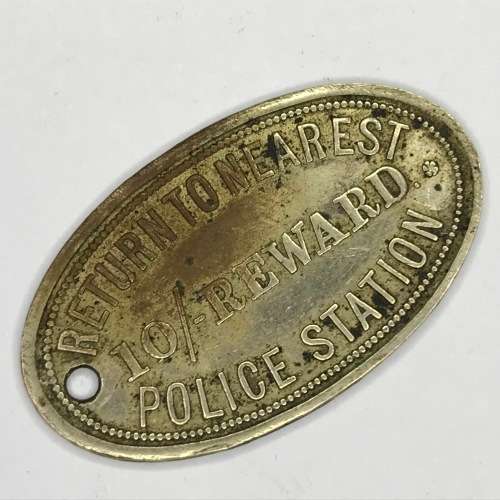 RETURN TO NEAREST
10/- REWARD.
POLICE STATION